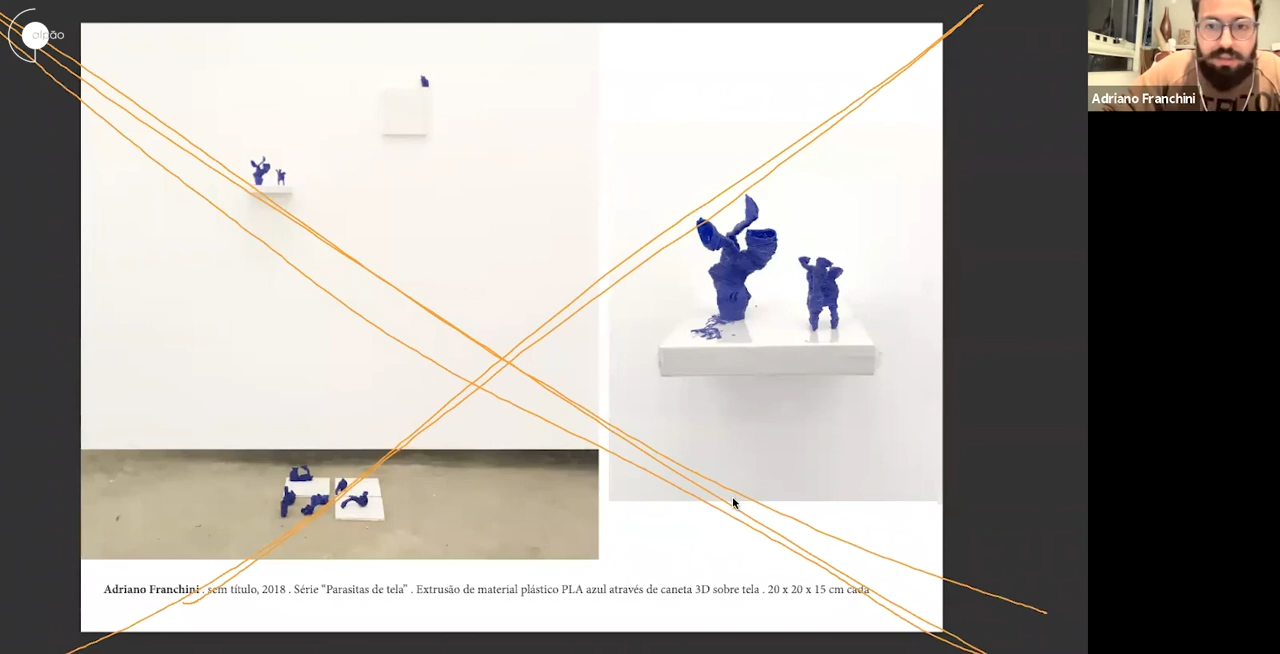 alpão
Adriano Franchini
Adriano Franchini . sem título, 2018 . Série “Parasitas de tela” . Extrusão de material plástico PLA azul através de caneta 3D sobre tela . 20 x 20 x 15 cm cada